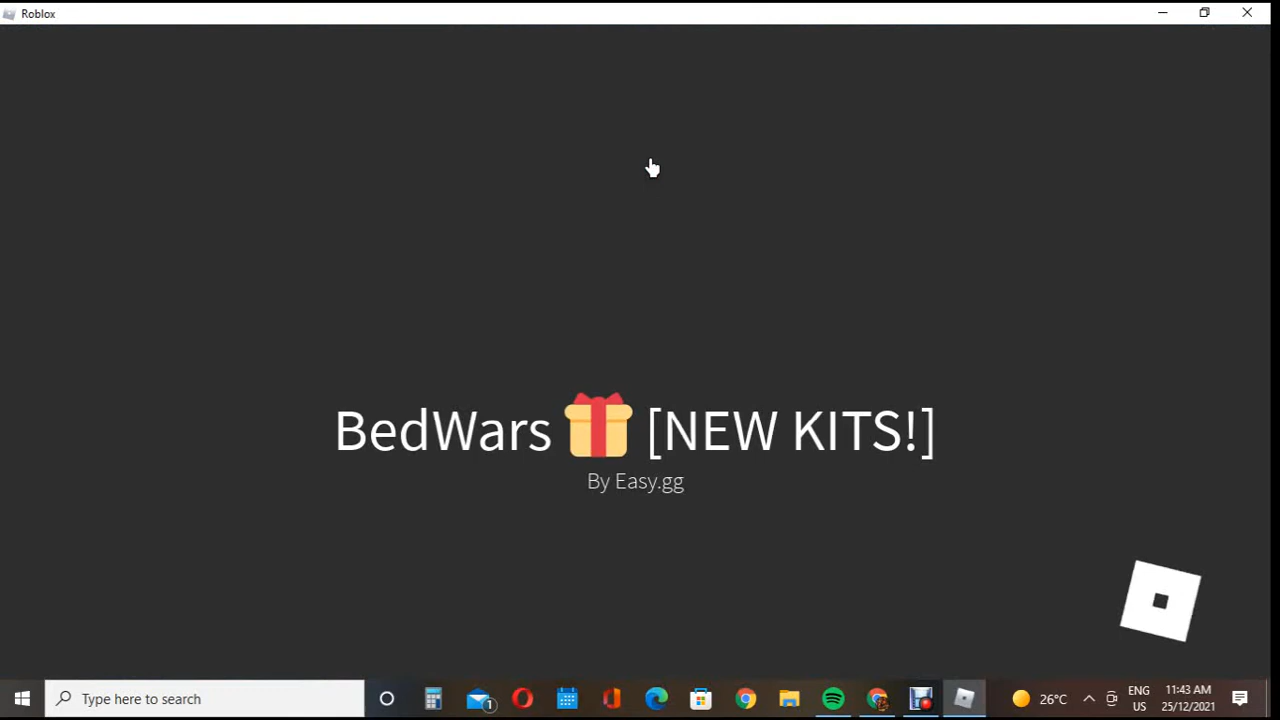 Roblox
BedWars 🎁 [NEW KITS!]
By Easy.gg
Type here to search
1
26°C
ENG
US
11:43 AM
25/12/2021